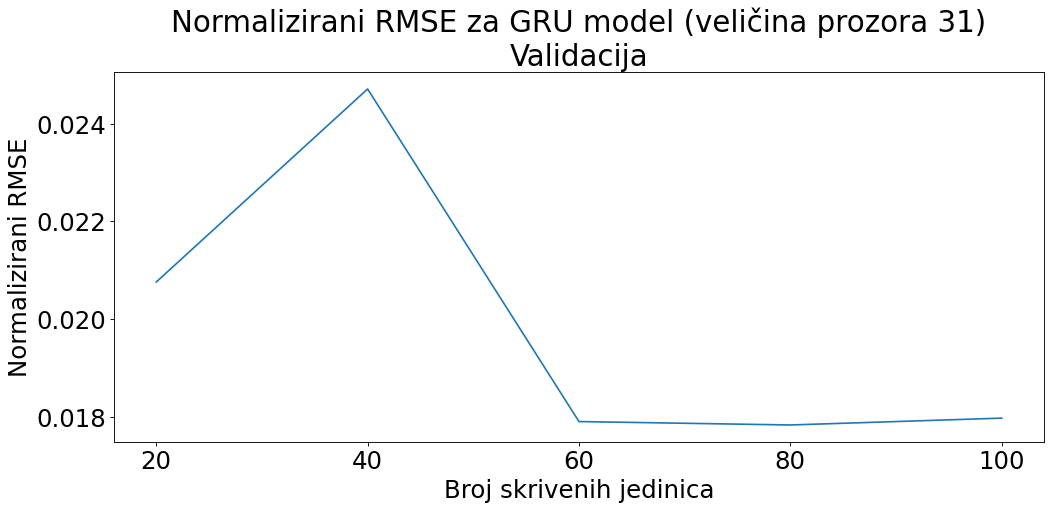 Normalizirani RMSE za GRU model (veličina prozora 31)
Validacija
Normalizirani RMSE
0.024
0.022
0.020
0.018
20 40 60 80 100
Broj skrivenih jedinica